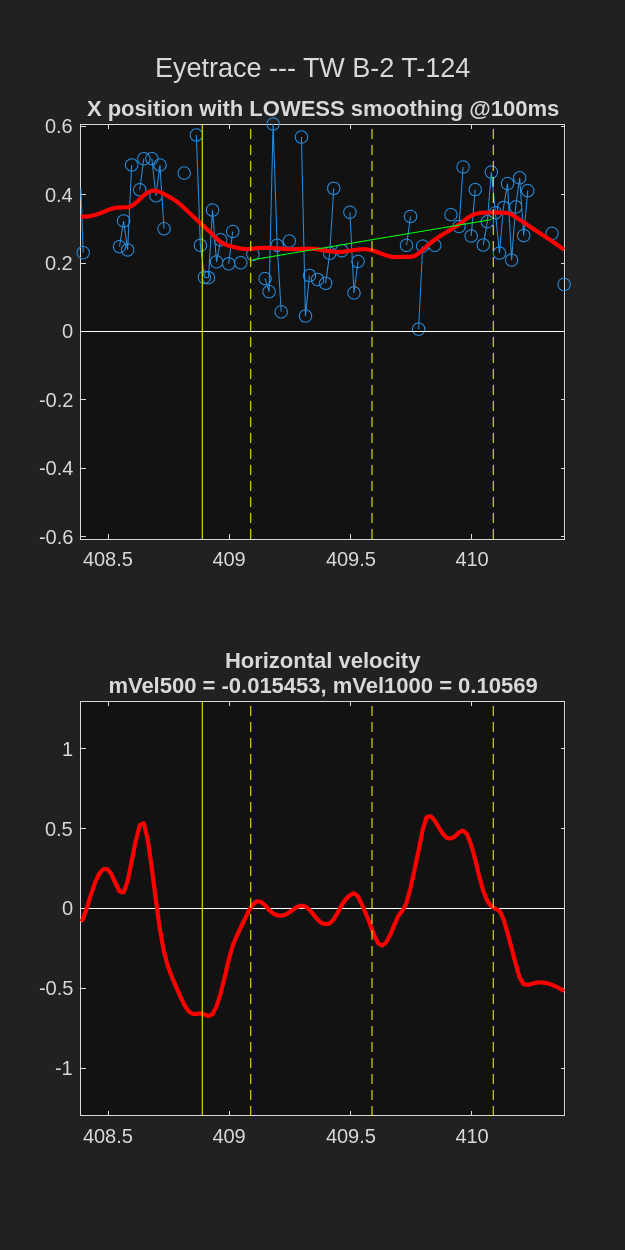 Eyetrace --- TW B-2 T-124
X position with LOWESS smoothing @100ms
0.6
0.4
0.2
0
-0.2
-0.4
-0.6
408.5 409 409.5 410
Horizontal velocity
mVel500 = -0.015453, mVel1000 = 0.10569
1
0.5
0
-0.5
-1
408.5 409 409.5 410